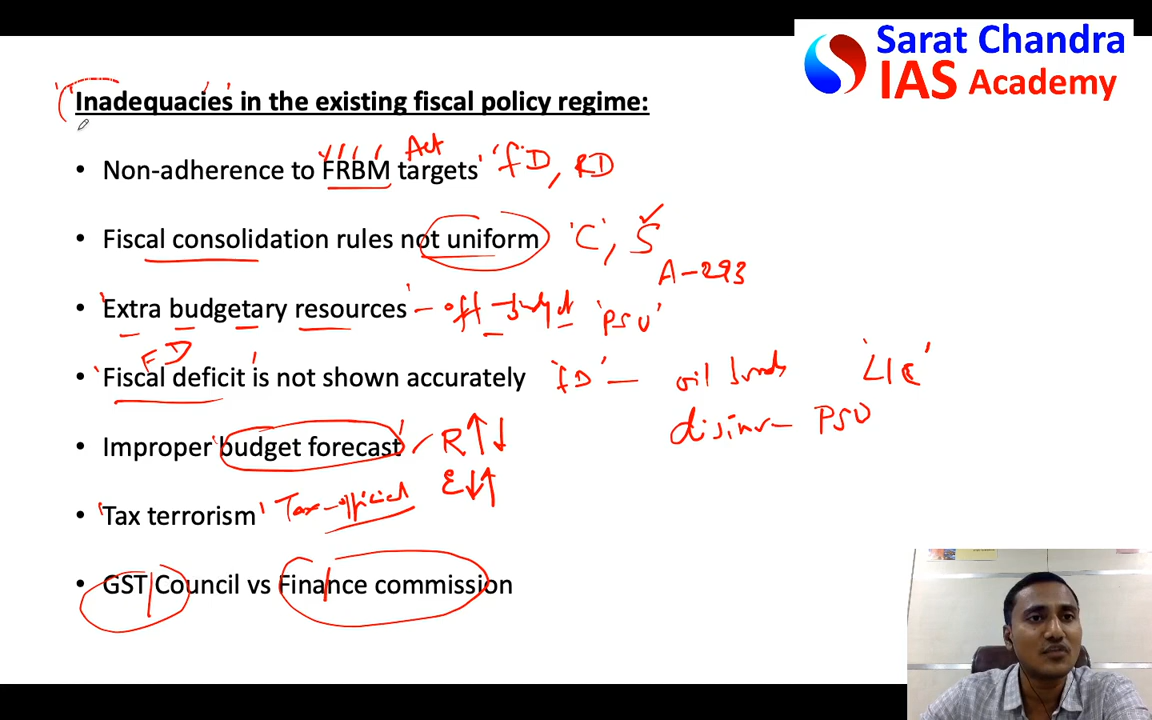 Sarat Chandra
IAS Academy
Inadequacies in the existing fiscal policy regime:
Act
• Non-adherence to FRBM targets 'FD, RD
• Fiscal consolidation rules not uniform 'C', S
A-293
• 'Extra budgetary resources' - off-budget 'PSU'
FD
• 'Fiscal deficit' is not shown accurately 'FD' - oil bonds 'LIC'
disinv- PSU
• Improper 'budget forecast' R↑↓
E↓↑
• 'Tax terrorism' Tax-official
• GST Council vs Finance commission